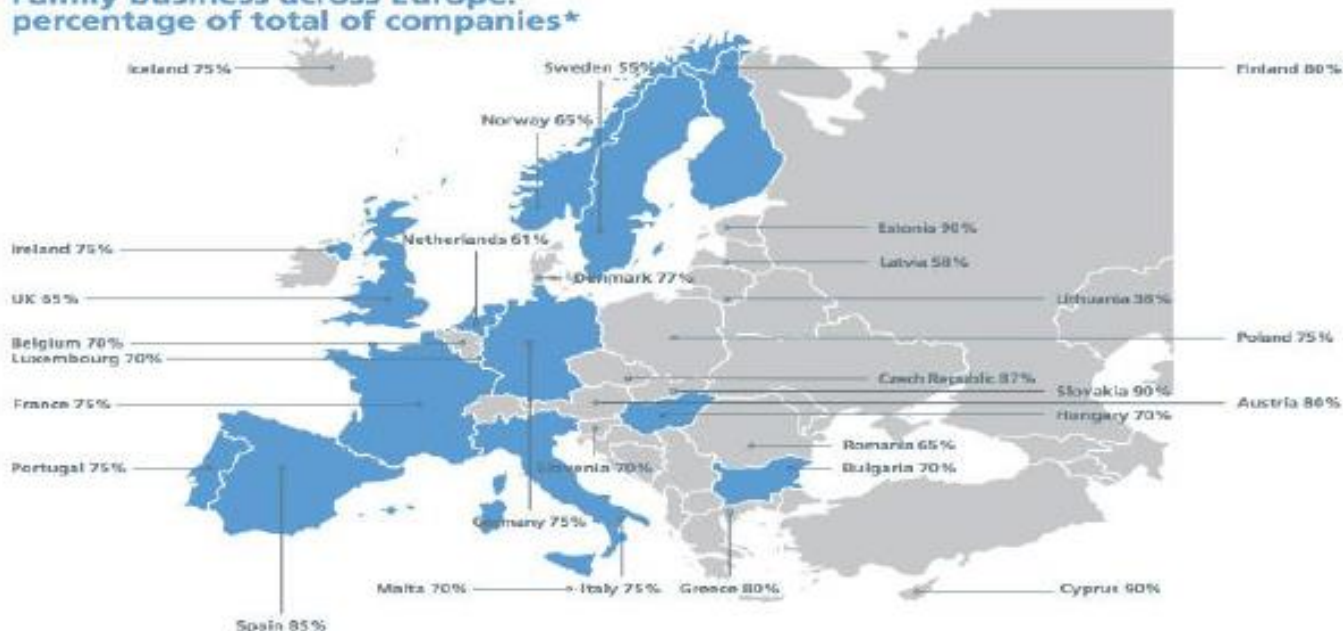 Family business across Europe:
percentage of total of companies*
Iceland 75%
Sweden 55%
Finland 80%
Norway 65%
Ireland 75%
Netherlands 61%
Estonia 90%
Latvia 58%
Denmark 77%
UK 65%
Lithuania 38%
Belgium 70%
Poland 75%
Luxembourg 70%
Czech Republic 87%
Slovakia 90%
France 75%
Austria 80%
Hungary 70%
Romania 65%
Portugal 75%
Slovenia 70%
Bulgaria 70%
Germany 75%
Malta 70%
Italy 75%
Greece 80%
Cyprus 90%
Spain 85%